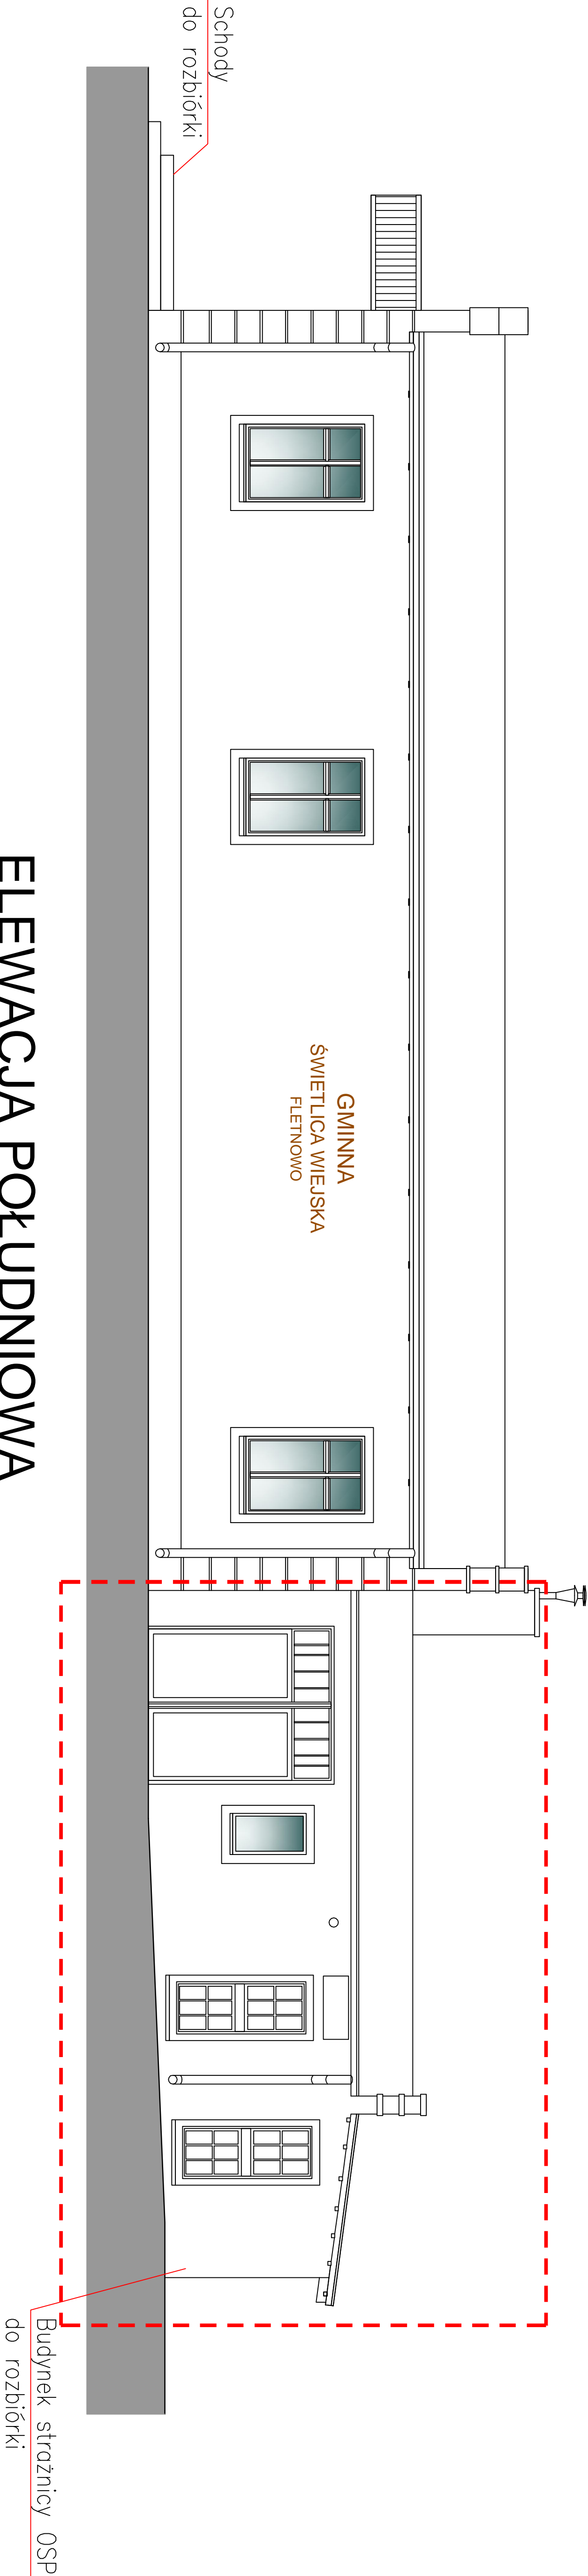 Schody
do rozbiórki
GMINNA
ŚWIETLICA WIEJSKA
FLETNOWO
ELEWACJA POŁUDNIOWA
Budynek strażnicy OSP
do rozbiórki